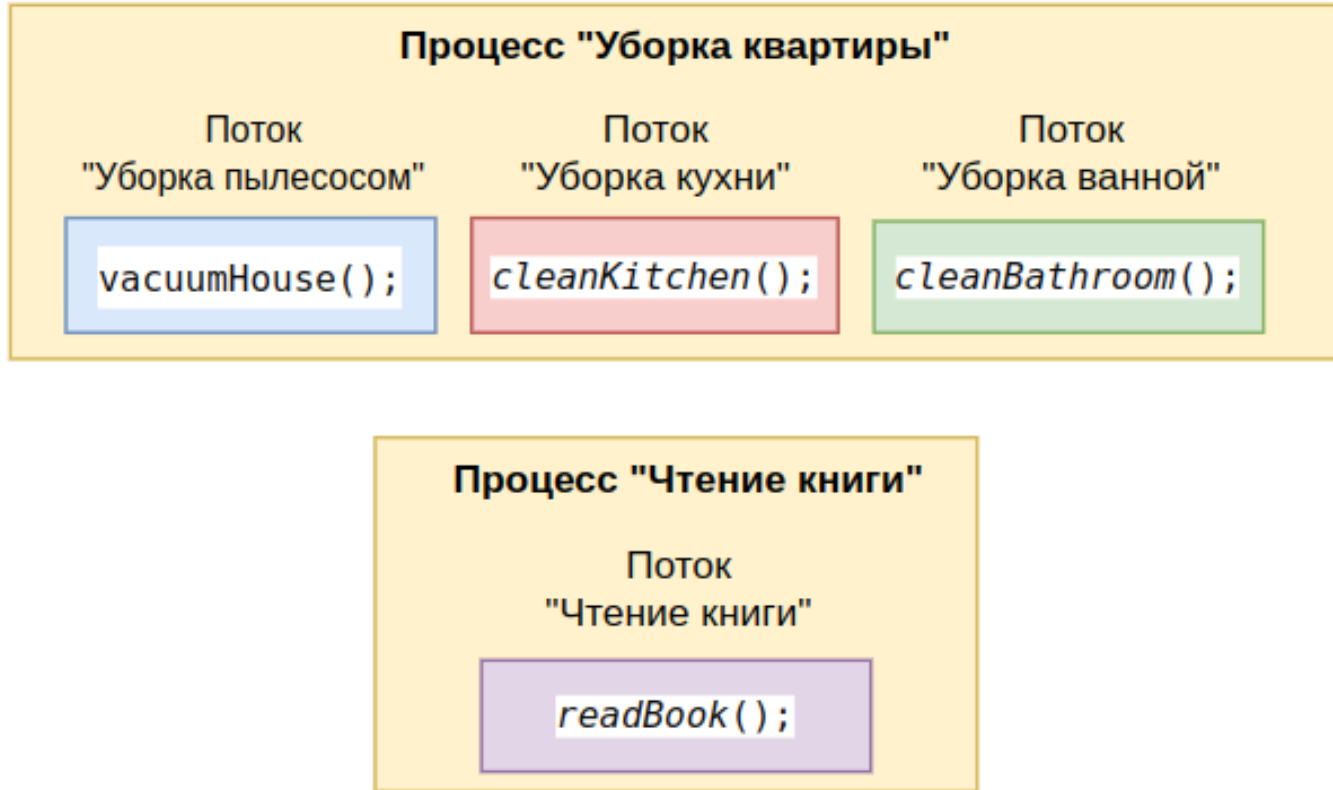 Процесс "Уборка квартиры"
Поток
"Уборка пылесосом"
vacuumHouse();
Поток
"Уборка кухни"
cleanKitchen();
Поток
"Уборка ванной"
cleanBathroom();
Процесс "Чтение книги"
Поток
"Чтение книги"
readBook();